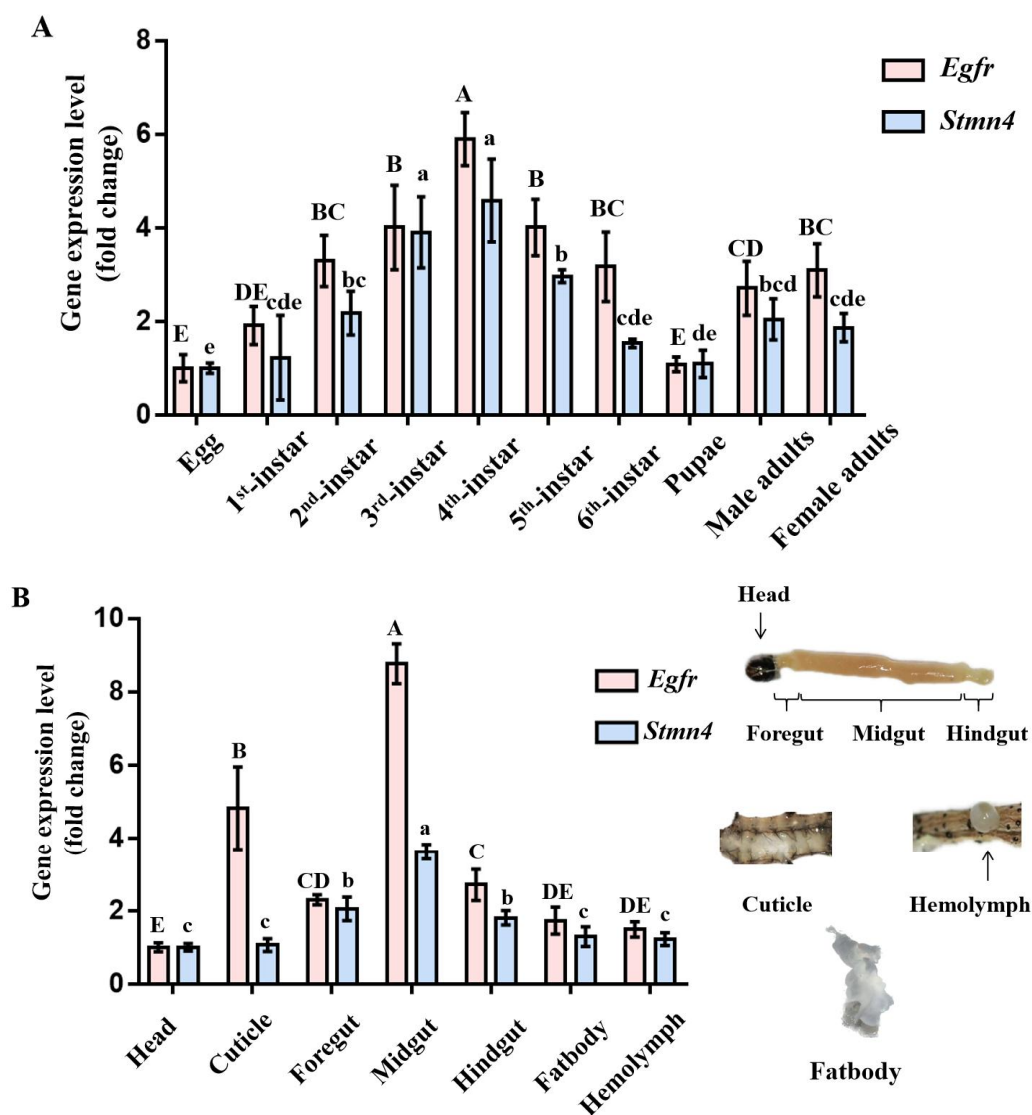 A
Gene expression level
(fold change)
8
6
4
2
0
Egfr
Stmn4
E
e
DE
cde
BC
bc
B
a
A
a
B
b
BC
cde
E
de
CD
bcd
BC
cde
Egg
1st-instar
2nd-instar
3rd-instar
4th-instar
5th-instar
6th-instar
Pupae
Male adults
Female adults
B
Gene expression level
(fold change)
10
8
6
4
2
0
Egfr
Stmn4
E
c
B
c
CD
b
A
a
C
b
DE
c
DE
c
Head
Cuticle
Foregut
Midgut
Hindgut
Fatbody
Hemolymph
Head
Foregut Midgut Hindgut
Cuticle
Hemolymph
Fatbody